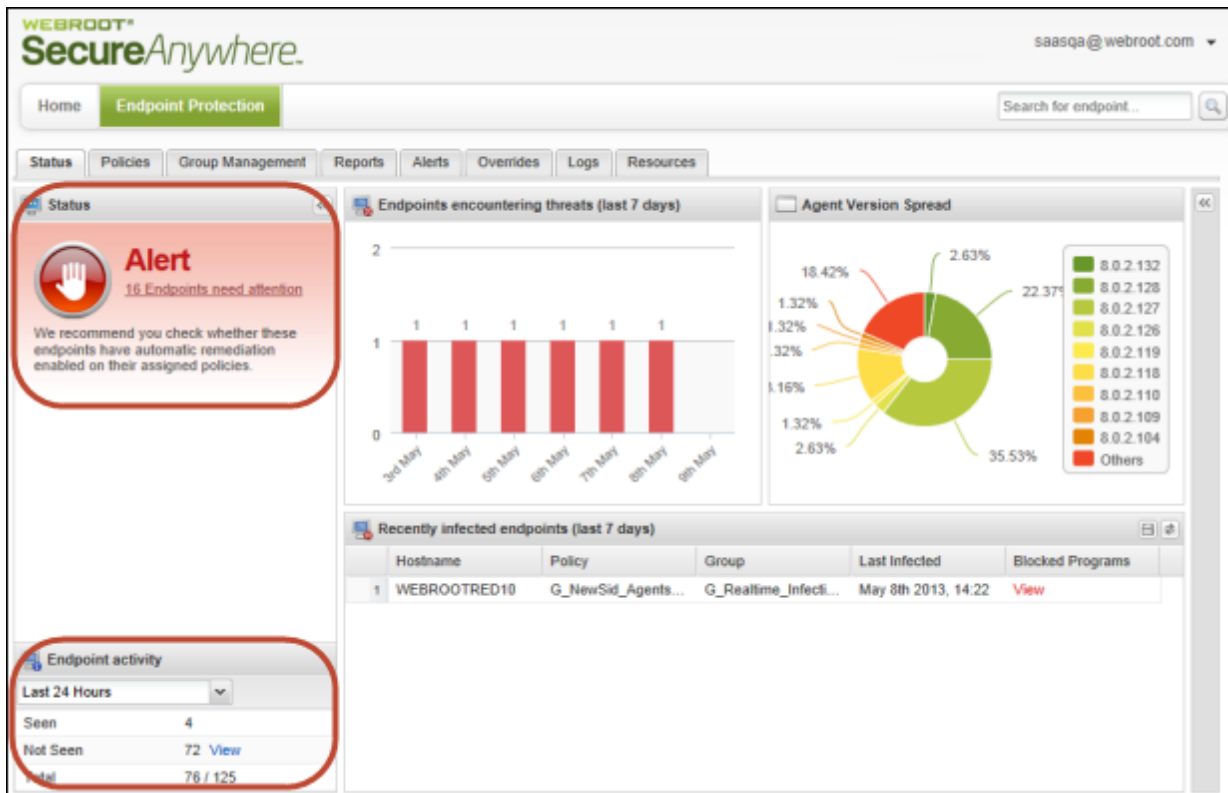 WEBROOT®
SecureAnywhere™
saasqa@webroot.com
Home
Endpoint Protection
Search for endpoint...
Status
Policies
Group Management
Reports
Alerts
Overrides
Logs
Resources
Status
Alert
16 Endpoints need attention
We recommend you check whether these
endpoints have automatic remediation
enabled on their assigned policies.
Endpoints encountering threats (last 7 days)
2
1
0
1 1 1 1 1 1
3rd May
4th May
5th May
6th May
7th May
8th May
9th May
Agent Version Spread
2.63%
22.37%
35.53%
18.42%
1.32%
1.32%
.32%
.16%
1.32%
2.63%
8.0.2.132
8.0.2.128
8.0.2.127
8.0.2.126
8.0.2.119
8.0.2.118
8.0.2.110
8.0.2.109
8.0.2.104
Others
Recently infected endpoints (last 7 days)
Hostname Policy Group Last Infected Blocked Programs
1 WEBROOTRED10 G_NewSid_Agents... G_Realtime_Infecti... May 8th 2013, 14:22 View
Endpoint activity
Last 24 Hours
Seen 4
Not Seen 72 View
Total 76 / 125